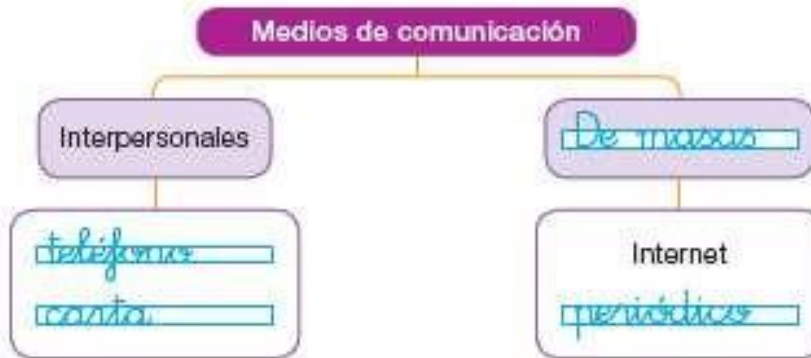 Medios de comunicación
Interpersonales
De masas
teléfono
carta
Internet
periódico